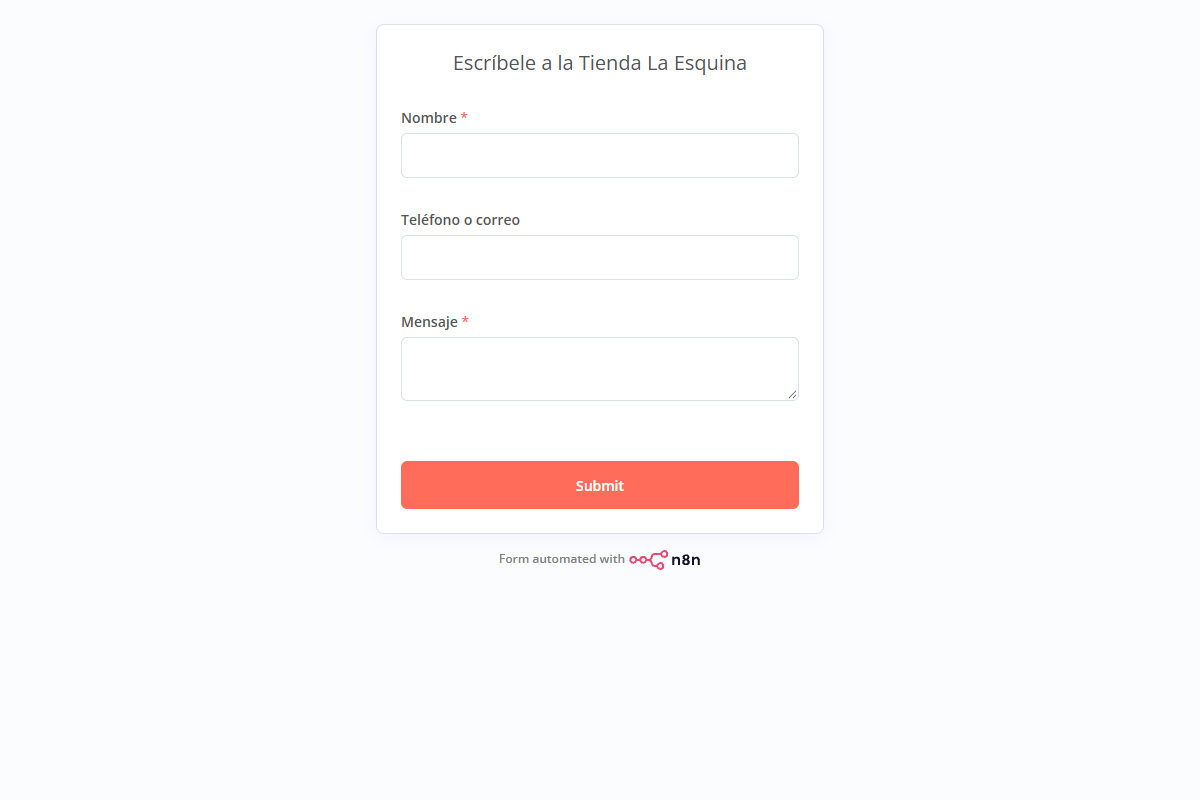 Escríbele a la Tienda La Esquina
Nombre *
Teléfono o correo
Mensaje *
Submit
Form automated with n8n